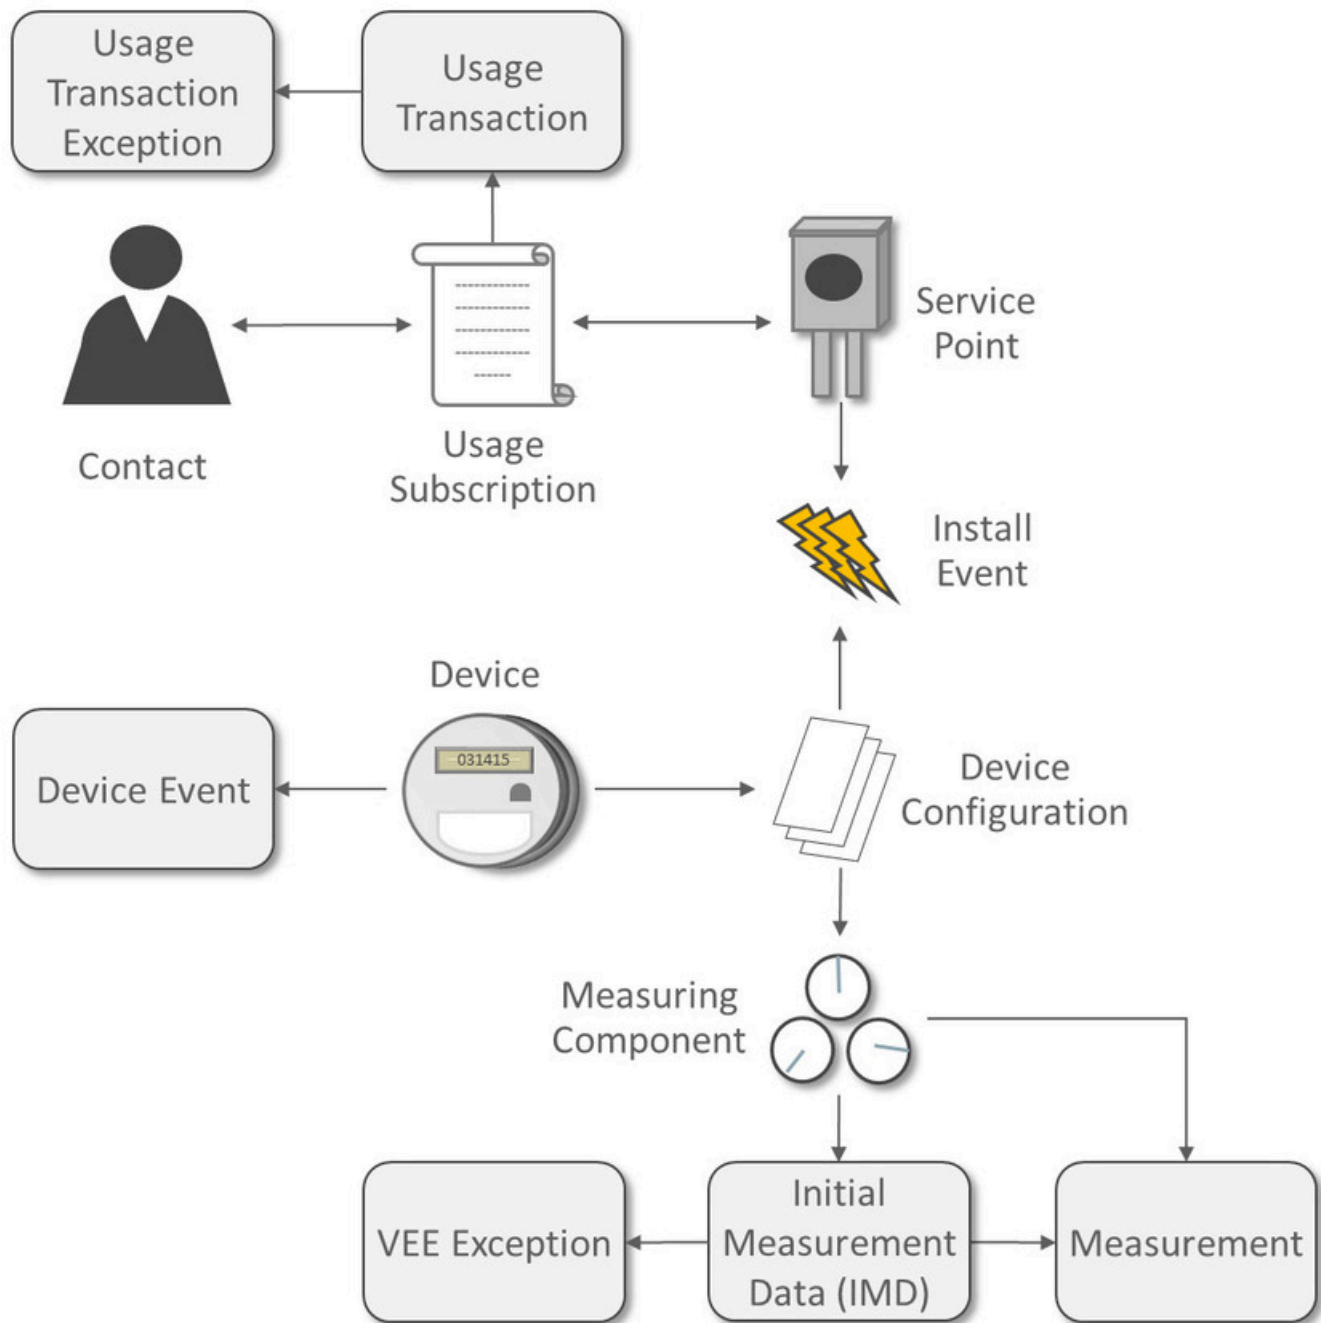 Usage
Transaction
Exception
Usage
Transaction
Service
Point
Contact
Usage
Subscription
Install
Event
Device
Device Event
031415
Device
Configuration
Measuring
Component
VEE Exception
Initial
Measurement
Data (IMD)
Measurement